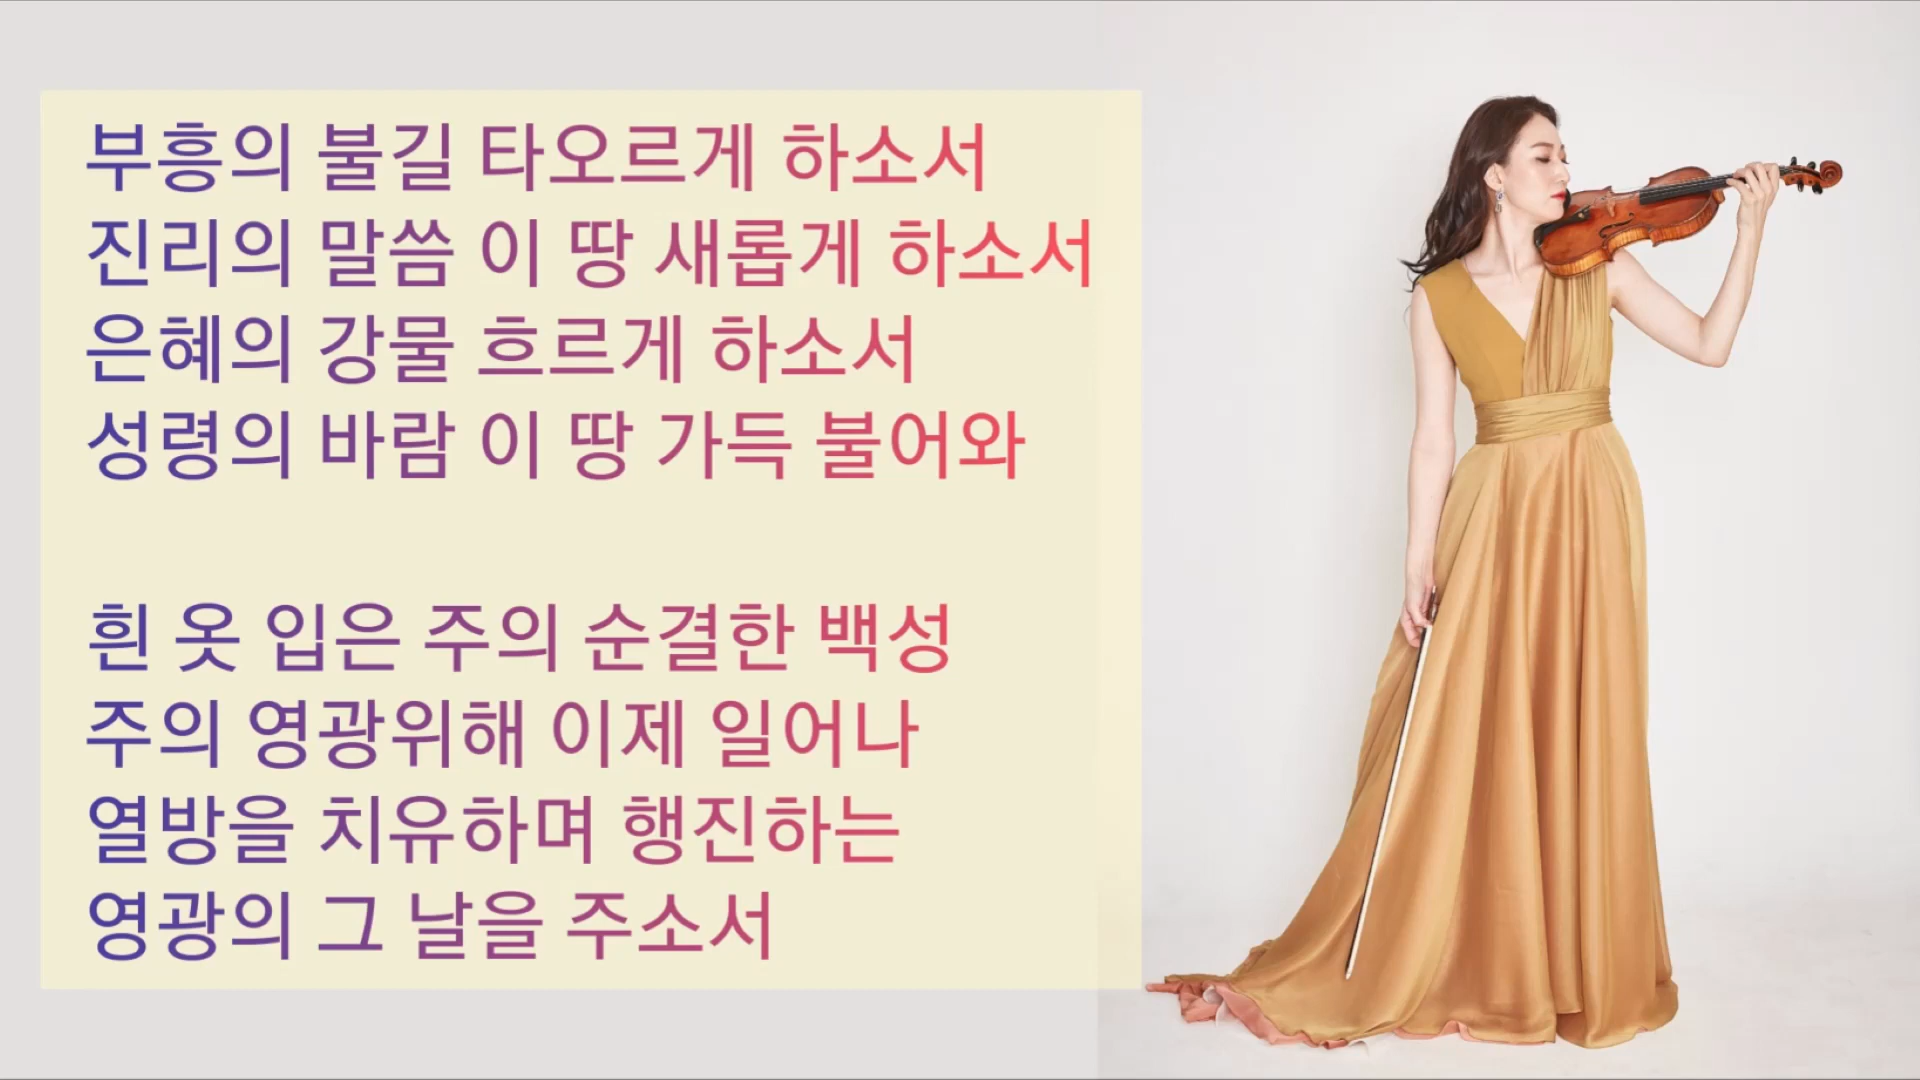 부흥의 불길 타오르게 하소서
진리의 말씀 이 땅 새롭게 하소서
은혜의 강물 흐르게 하소서
성령의 바람 이 땅 가득 불어와
흰 옷 입은 주의 순결한 백성
주의 영광위해 이제 일어나
열방을 치유하며 행진하는
영광의 그 날을 주소서